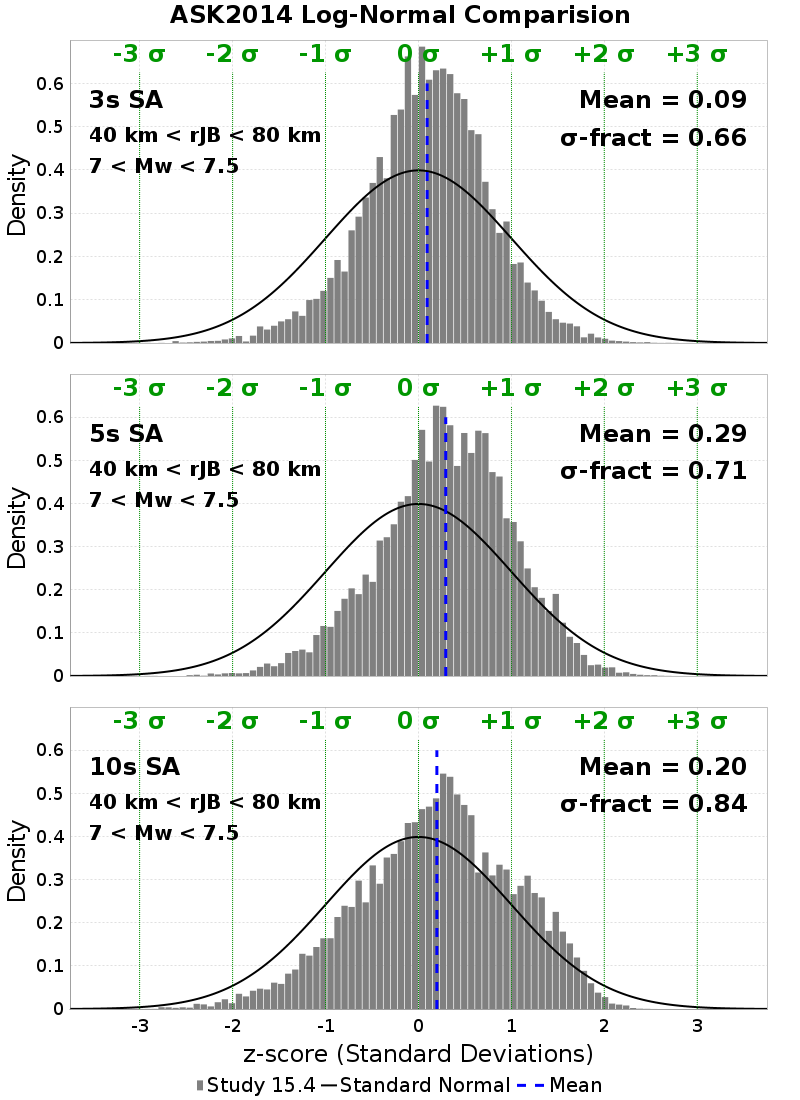 ASK2014 Log-Normal Comparision
-3 σ -2 σ -1 σ 0 σ +1 σ +2 σ +3 σ
3s SA
40 km < rJB < 80 km
7 < Mw < 7.5
Mean = 0.09
σ-fract = 0.66
Density
0.6
0.5
0.4
0.3
0.2
0.1
0
-3 σ -2 σ -1 σ 0 σ +1 σ +2 σ +3 σ
5s SA
40 km < rJB < 80 km
7 < Mw < 7.5
Mean = 0.29
σ-fract = 0.71
Density
0.6
0.5
0.4
0.3
0.2
0.1
0
-3 σ -2 σ -1 σ 0 σ +1 σ +2 σ +3 σ
10s SA
40 km < rJB < 80 km
7 < Mw < 7.5
Mean = 0.20
σ-fract = 0.84
Density
0.6
0.5
0.4
0.3
0.2
0.1
0
-3 -2 -1 0 1 2 3
z-score (Standard Deviations)
Study 15.4 Standard Normal Mean